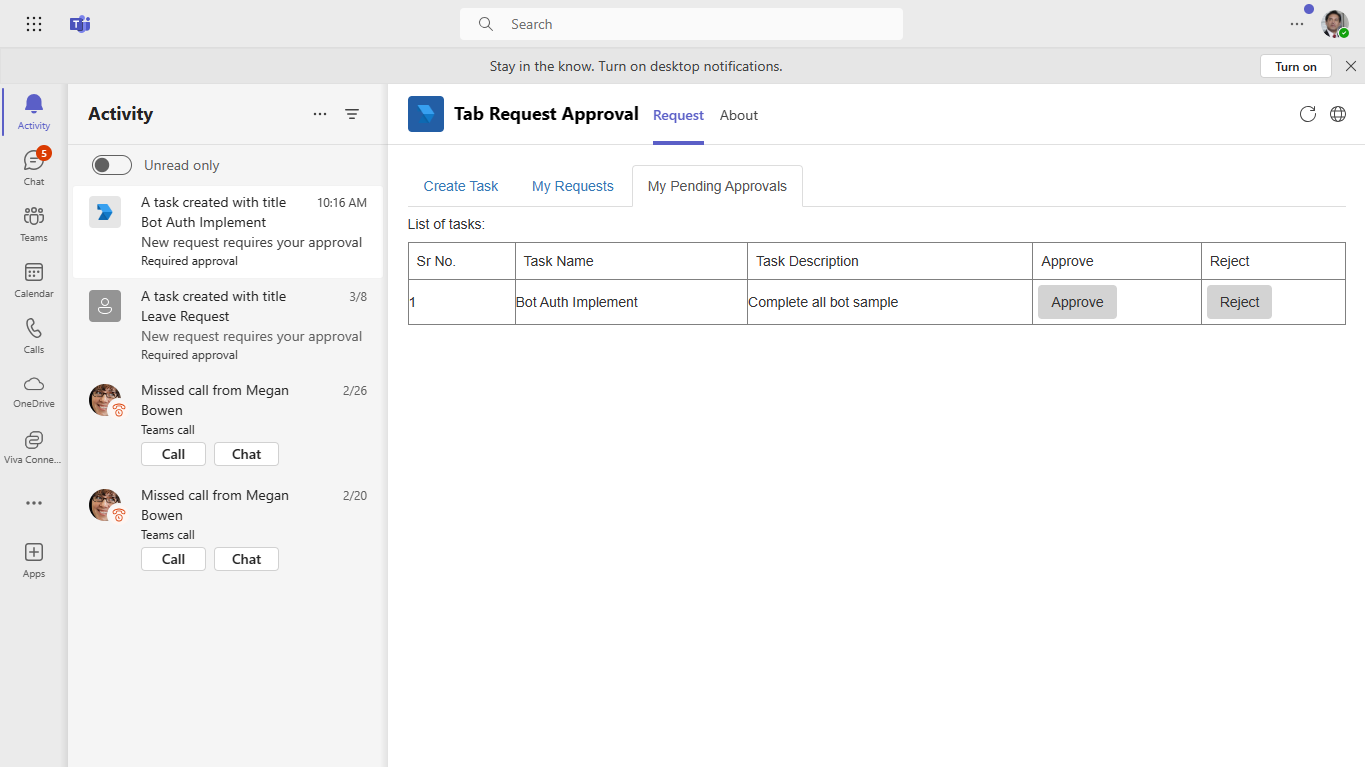 Search
Stay in the know. Turn on desktop notifications.
Turn on
Activity
5
Chat
Teams
Calendar
Calls
OneDrive
Viva Conne...
Apps
Activity
Unread only
A task created with title 10:16 AM
Bot Auth Implement
New request requires your approval
Required approval
A task created with title 3/8
Leave Request
New request requires your approval
Required approval
Missed call from Megan 2/26
Bowen
Teams call
Call Chat
Missed call from Megan 2/20
Bowen
Teams call
Call Chat
Tab Request Approval Request About
Create Task My Requests My Pending Approvals
List of tasks:
Sr No. Task Name Task Description Approve Reject
1 Bot Auth Implement Complete all bot sample Approve Reject